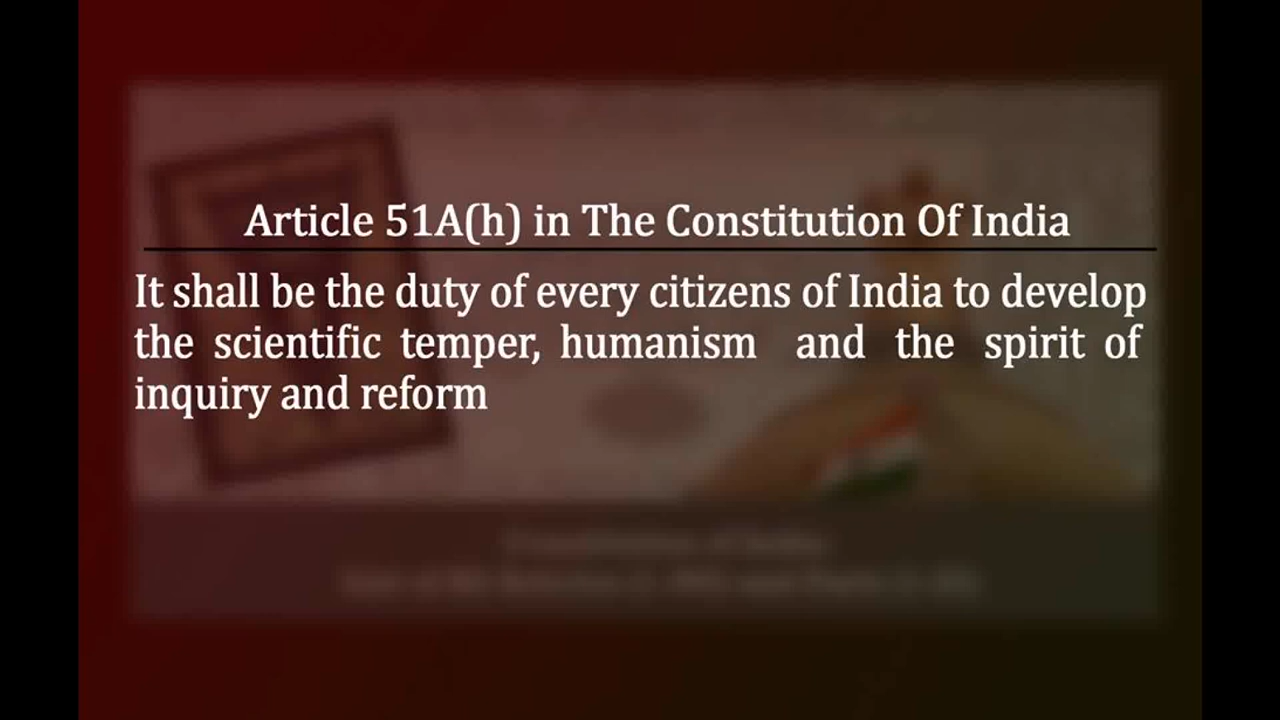 Article 51A(h) in The Constitution Of India
It shall be the duty of every citizens of India to develop
the scientific temper, humanism and the spirit of
inquiry and reform